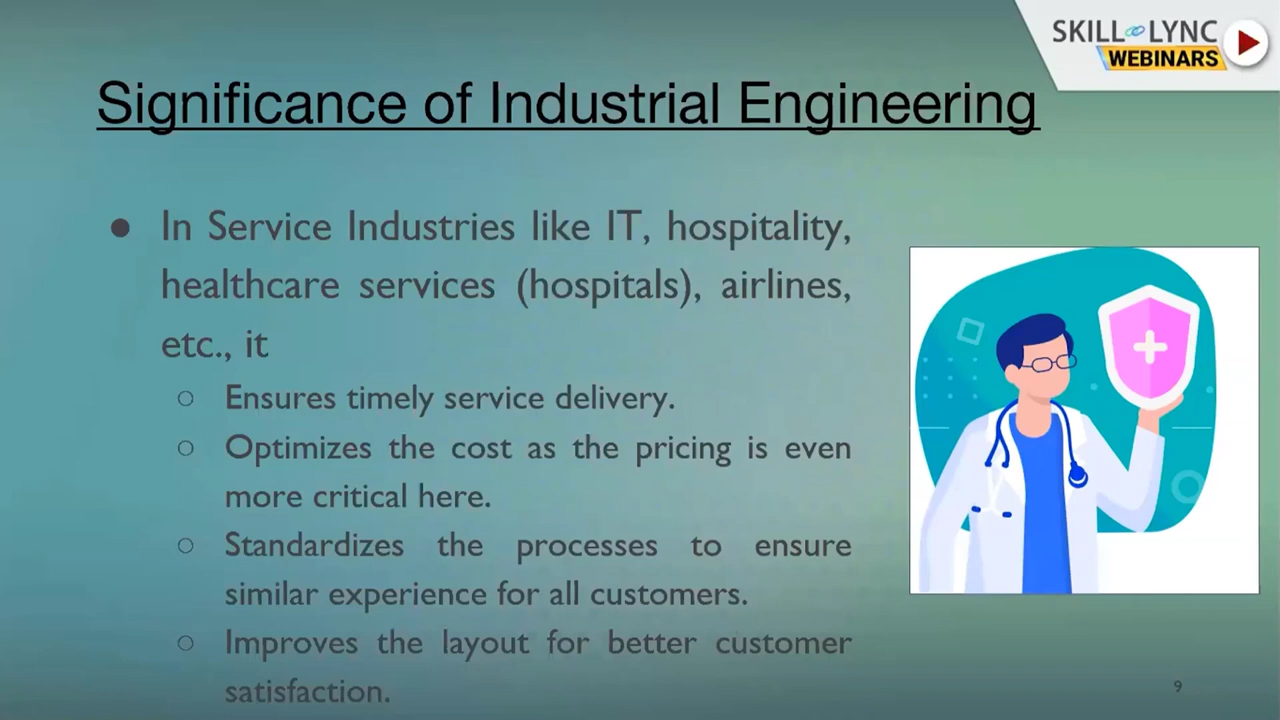 SKILL LYNC
WEBINARS
Significance of Industrial Engineering
● In Service Industries like IT, hospitality,
healthcare services (hospitals), airlines,
etc., it
○ Ensures timely service delivery.
○ Optimizes the cost as the pricing is even
more critical here.
○ Standardizes the processes to ensure
similar experience for all customers.
○ Improves the layout for better customer
satisfaction.
9